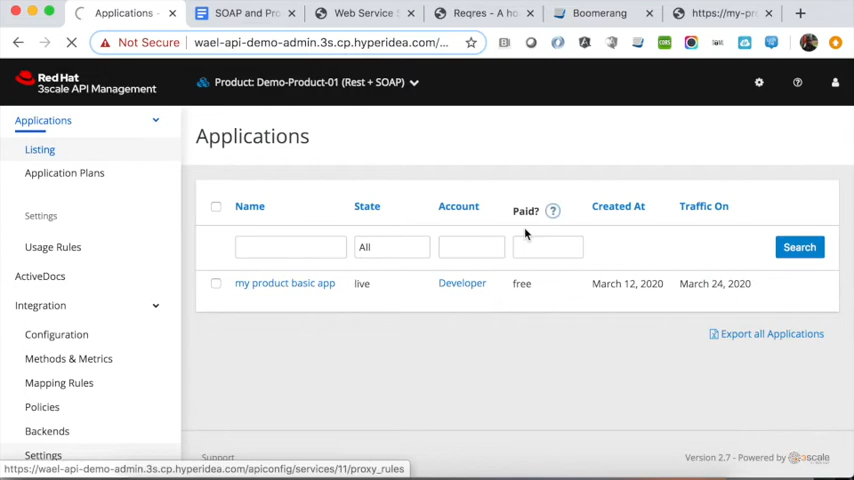 Applications
SOAP and Pro
Web Service S
Reqres - A ho
Boomerang
https://my-pr
Not Secure
wael-api-demo-admin.3s.cp.hyperidea.com/...
CORS
Red Hat
3scale API Management
Product: Demo-Product-01 (Rest + SOAP)
Applications
Listing
Application Plans
Settings
Usage Rules
ActiveDocs
Integration
Configuration
Methods & Metrics
Mapping Rules
Policies
Backends
Settings
Applications
Name State Account Paid? ? Created At Traffic On
All
Search
my product basic app live Developer free March 12, 2020 March 24, 2020
Export all Applications
Support
Version 2.7 - Powered by 3scale
https://wael-api-demo-admin.3s.cp.hyperidea.com/apiconfig/services/11/proxy_rules